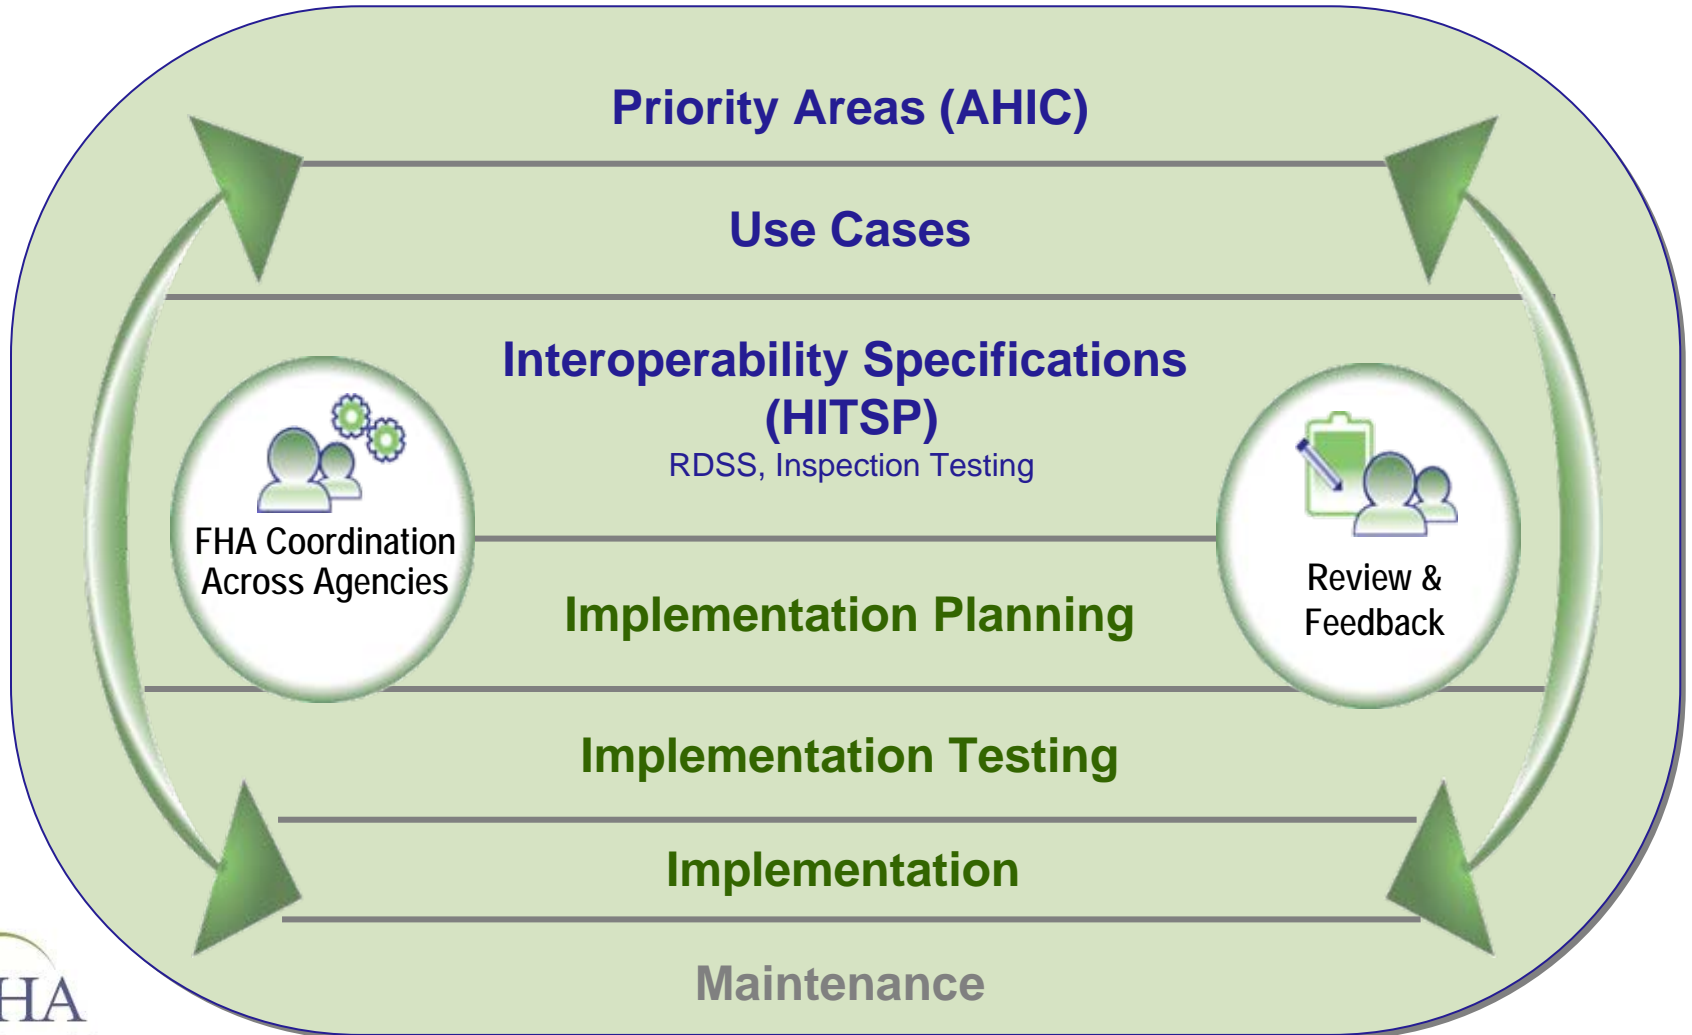 Priority Areas (AHIC)
Use Cases
Interoperability Specifications
(HITSP)
RDSS, Inspection Testing
FHA Coordination
Across Agencies
Review &
Feedback
Implementation Planning
Implementation Testing
Implementation
Maintenance
HA